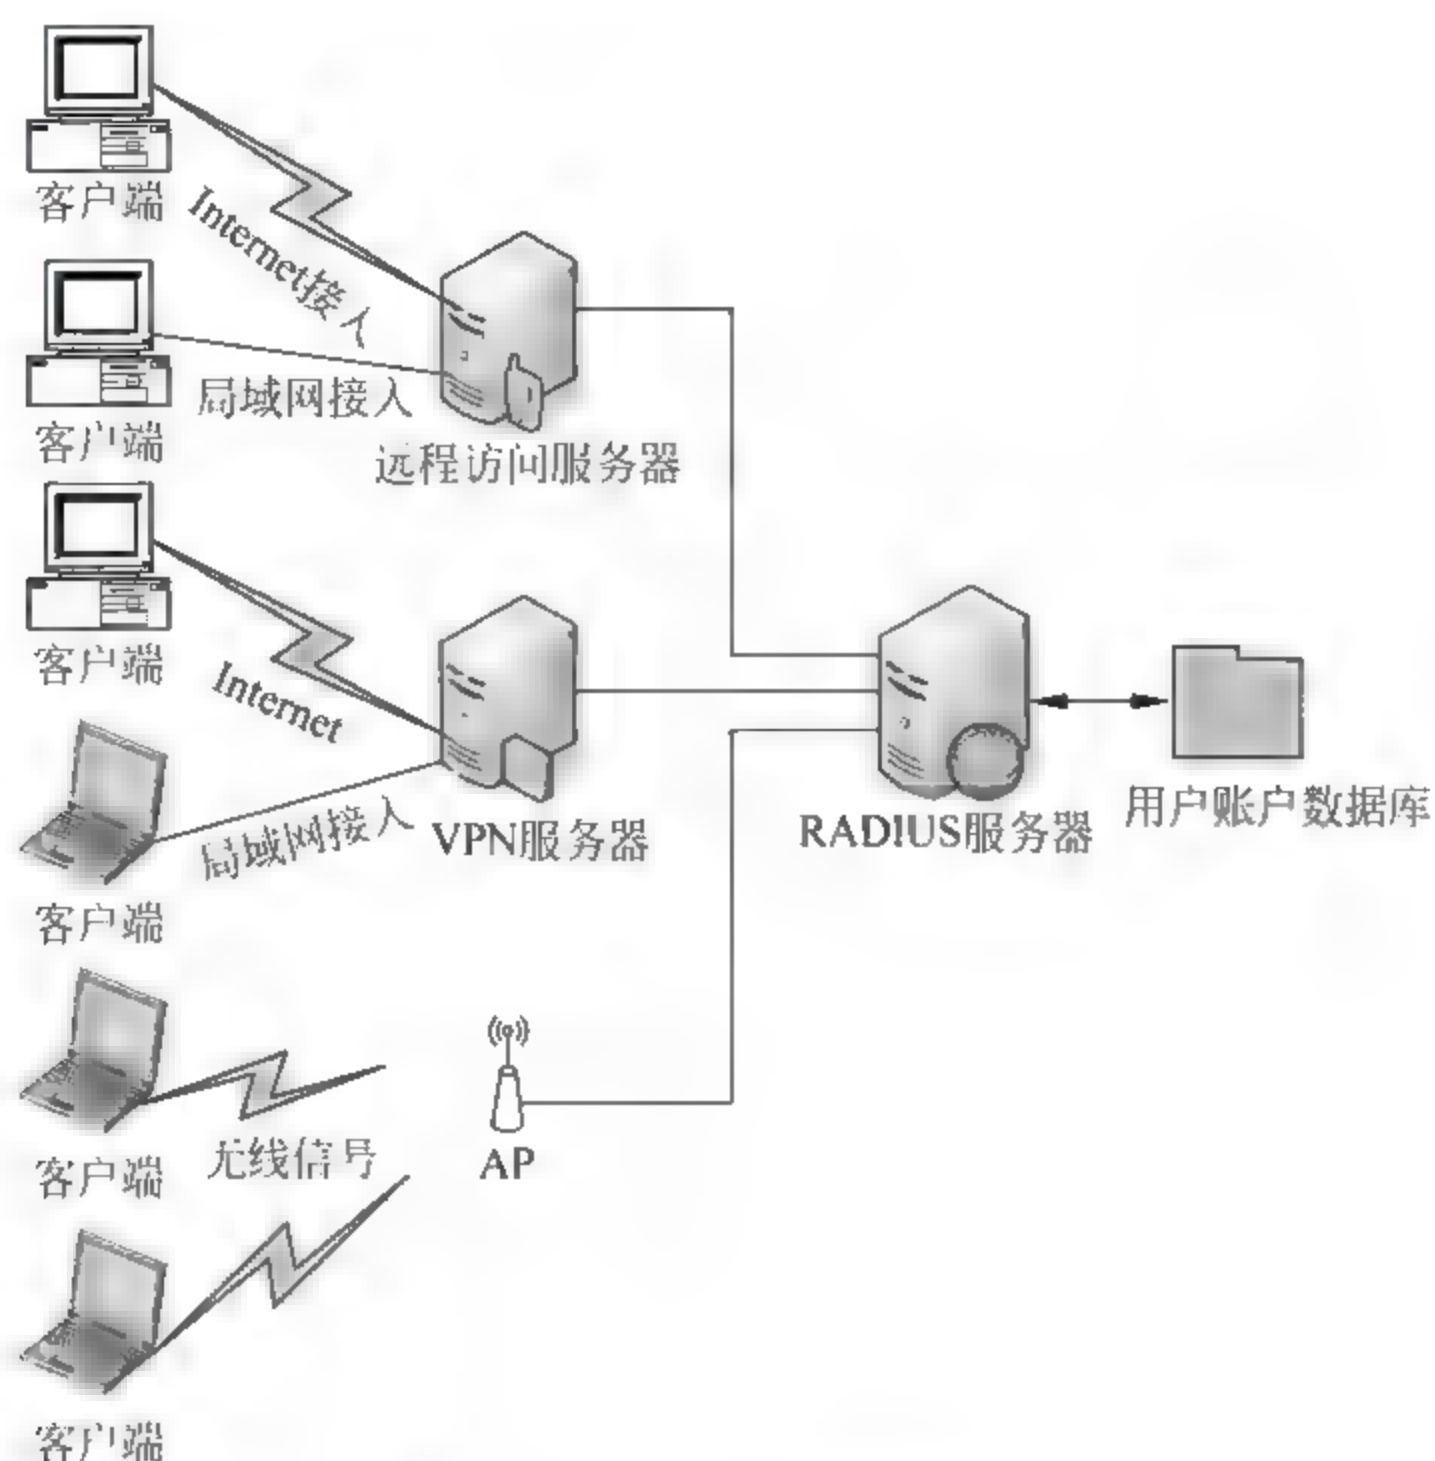 客户端
Internet接入
客户端
局域网接入
远程访问服务器
客户端
Internet
局域网接入
VPN服务器
RADIUS服务器
用户账户数据库
客户端
客户端
无线信号
AP
客户端